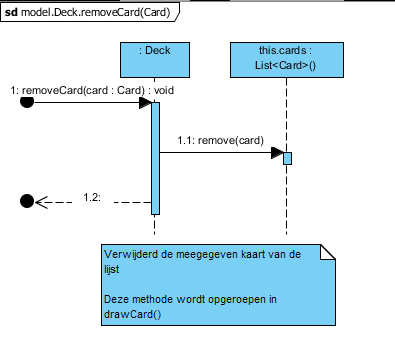 sd model.Deck.removeCard(Card)
: Deck
this.cards :
List<Card>()
1: removeCard(card : Card) : void
1.1: remove(card)
1.2:
Verwijderd de meegegeven kaart van de
lijst
Deze methode wordt opgeroepen in
drawCard()